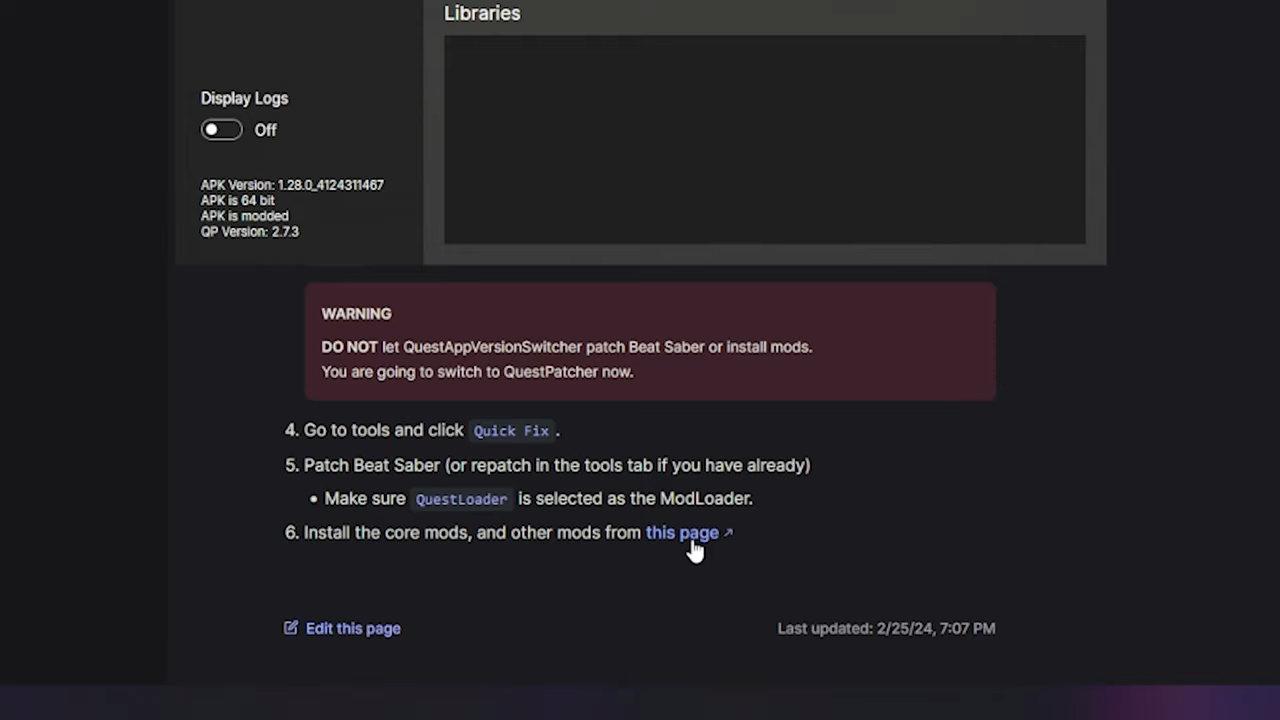 Libraries
Display Logs
Off
APK Version: 1.28.0_4124311467
APK is 64 bit
APK is modded
QP Version: 2.7.3
WARNING
DO NOT let QuestAppVersionSwitcher patch Beat Saber or install mods.
You are going to switch to QuestPatcher now.
4. Go to tools and click Quick Fix.
5. Patch Beat Saber (or repatch in the tools tab if you have already)
• Make sure QuestLoader is selected as the ModLoader.
6. Install the core mods, and other mods from this page ↗
Edit this page
Last updated: 2/25/24, 7:07 PM